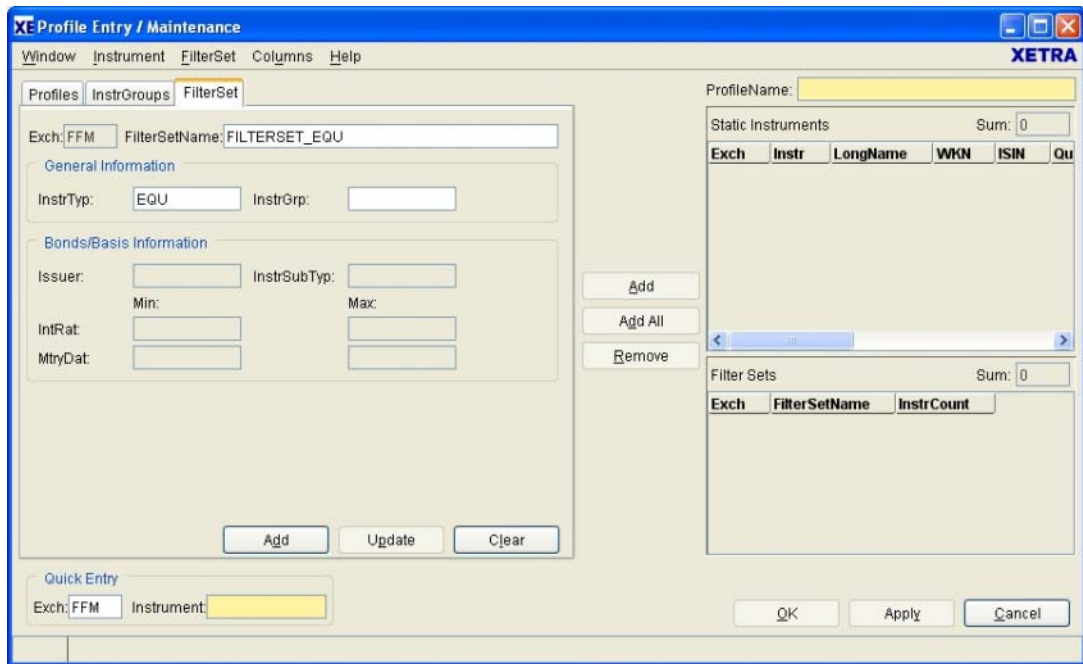 XE Profile Entry / Maintenance
Window Instrument FilterSet Columns Help
XETRA
Profiles InstrGroups FilterSet
Exch: FFM FilterSetName: FILTERSET_EQU
General Information
InstrTyp: EQU InstrGrp:
Bonds/Basis Information
Issuer: InstrSubTyp:
Min: Max:
IntRat:
MtryDat:
Add Update Clear
Quick Entry
Exch: FFM Instrument:
Add
Add All
Remove
ProfileName:
Static Instruments Sum: 0
Exch Instr LongName WKN ISIN Qu
Filter Sets Sum: 0
Exch FilterSetName InstrCount
OK Apply Cancel